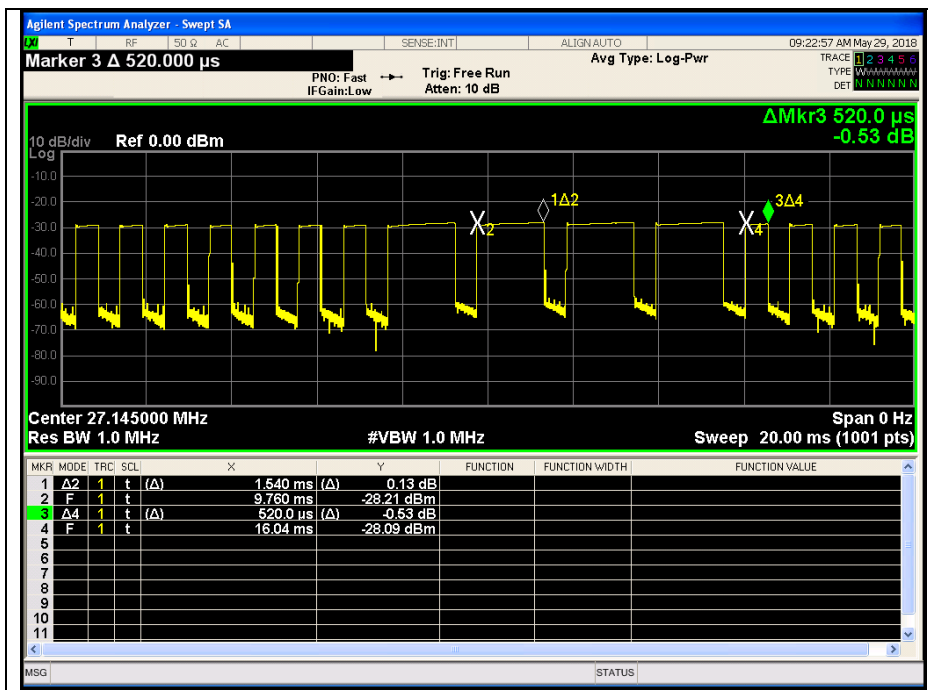 Agilent Spectrum Analyzer - Swept SA
LXI T RF 50 Ω AC SENSE:INT ALIGNAUTO 09:22:57 AM May 29, 2018
Marker 3 Δ 520.000 µs Avg Type: Log-Pwr TRACE 1 2 3 4 5 6
PNO: Fast Trig: Free Run TYPE WWWWWW
IFGain:Low Atten: 10 dB DET N N N N N N
ΔMkr3 520.0 µs
10 dB/div Ref 0.00 dBm -0.53 dB
Log
-10.0
-20.0
1Δ2 3Δ4
-30.0
X2 X4
-40.0
-50.0
-60.0
-70.0
-80.0
-90.0
Center 27.145000 MHz Span 0 Hz
Res BW 1.0 MHz #VBW 1.0 MHz Sweep 20.00 ms (1001 pts)
MKR MODE TRC SCL X Y FUNCTION FUNCTION WIDTH FUNCTION VALUE
1 Δ2 1 t (Δ) 1.540 ms (Δ) 0.13 dB
2 F 1 t 9.760 ms -28.21 dBm
3 Δ4 1 t (Δ) 520.0 µs (Δ) -0.53 dB
4 F 1 t 16.04 ms -28.09 dBm
5
6
7
8
9
10
11
MSG STATUS